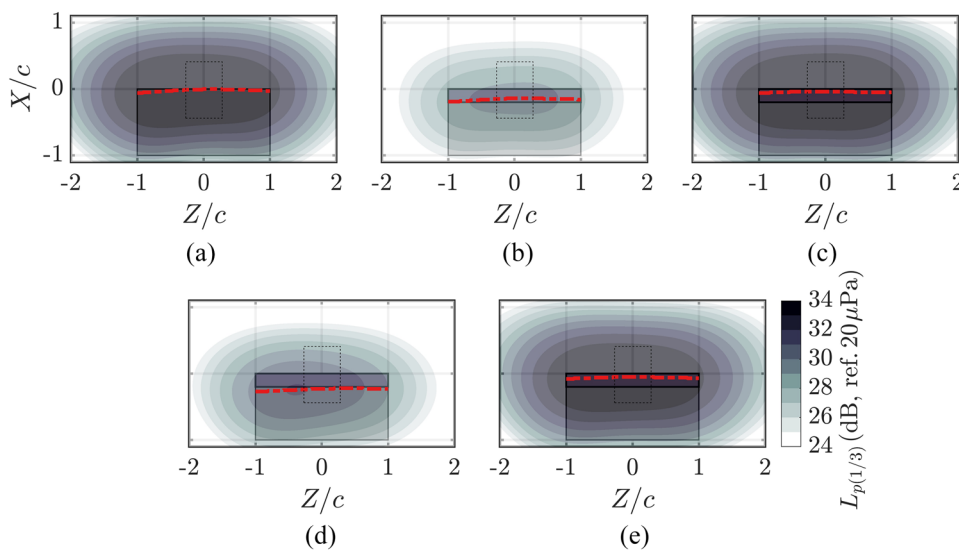 X/c
1
0
-1
-2 -1 0 1 2 -2 -1 0 1 2 -2 -1 0 1 2
Z/c Z/c Z/c
(a) (b) (c)
34
32
30
28
26
24
L_{p(1/3)}(dB, ref. 20 μPa)
-2 -1 0 1 2 -2 -1 0 1 2
Z/c Z/c
(d) (e)